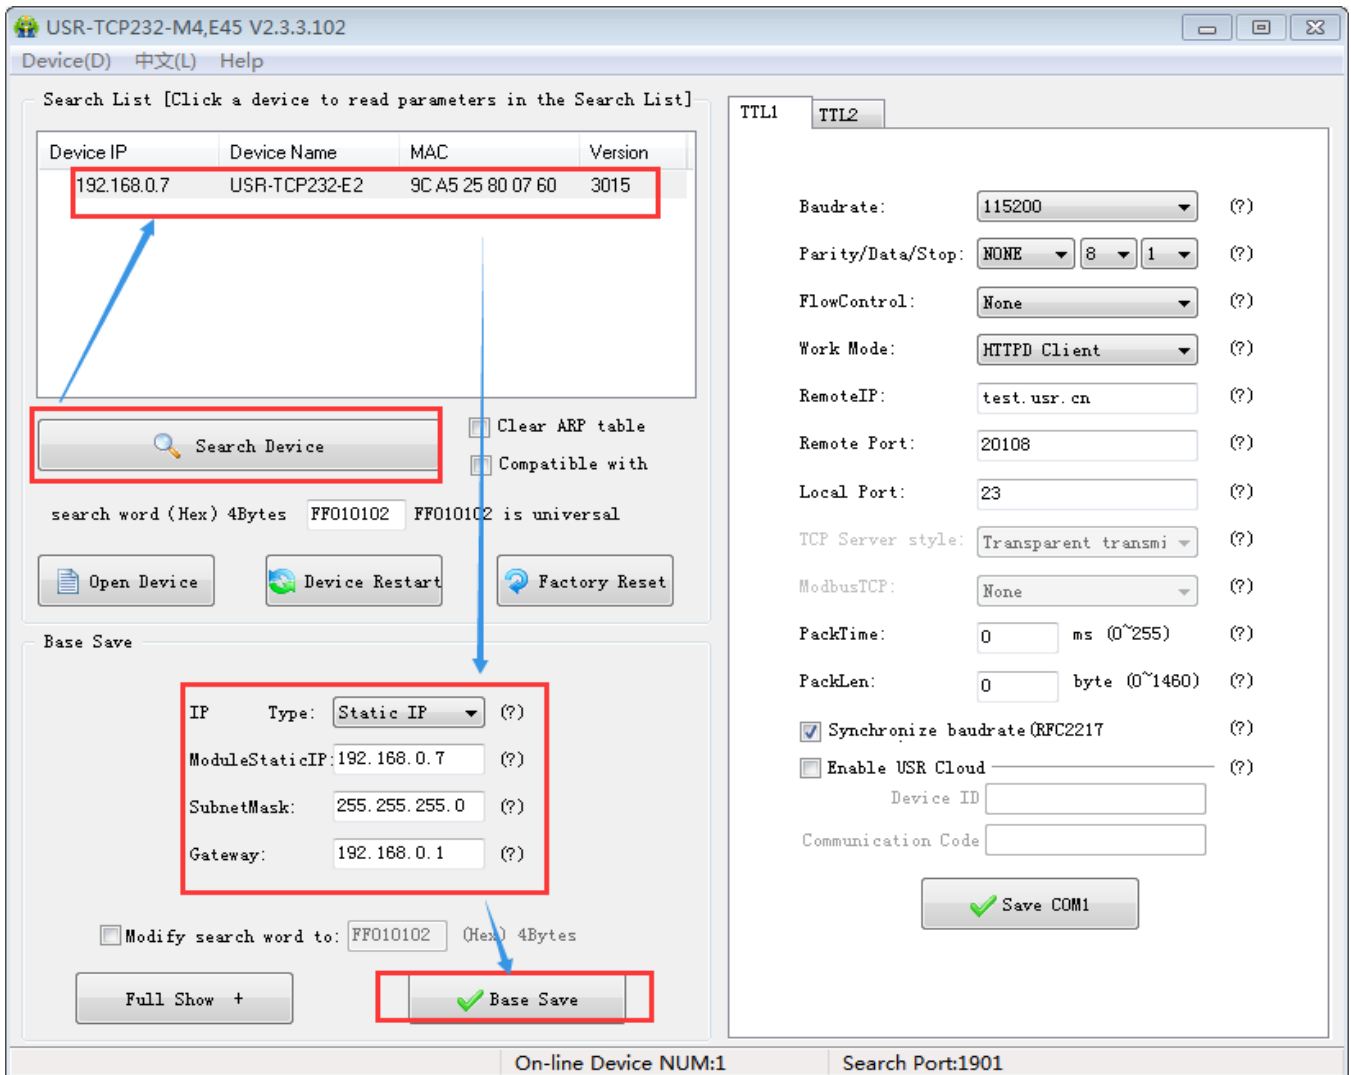 USR-TCP232-M4,E45 V2.3.3.102
Device(D) 中文(L) Help
Search List [Click a device to read parameters in the Search List]
Device IP Device Name MAC Version
192.168.0.7 USR-TCP232-E2 9C A5 25 80 07 60 3015
Search Device
Clear ARP table
Compatible with
search word(Hex) 4Bytes FF010102 FF010102 is universal
Open Device Device Restart Factory Reset
Base Save
IP Type: Static IP (?)
ModuleStaticIP: 192.168.0.7 (?)
SubnetMask: 255.255.255.0 (?)
Gateway: 192.168.0.1 (?)
Modify search word to: FF010102 (Hex) 4Bytes
Full Show + Base Save
TTL1 TTL2
Baudrate: 115200 (?)
Parity/Data/Stop: NONE 8 1 (?)
FlowControl: None (?)
Work Mode: HTTPD Client (?)
RemoteIP: test.usr.cn (?)
Remote Port: 20108 (?)
Local Port: 23 (?)
TCP Server style: Transparent transmi (?)
ModbusTCP: None (?)
PackTime: 0 ms (0~255) (?)
PackLen: 0 byte (0~1460) (?)
Synchronize baudrate(RFC2217 (?)
Enable USR Cloud (?)
Device ID
Communication Code
Save COM1
On-line Device NUM:1 Search Port:1901